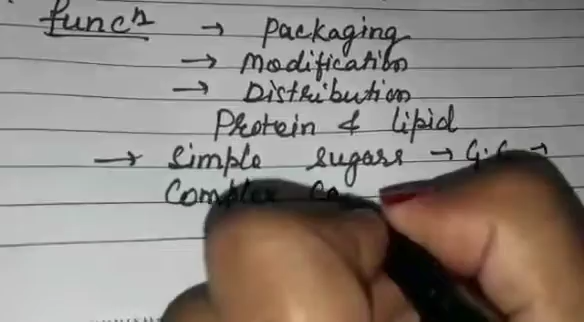 funcn → Packaging
→ Modification
→ Distribution
Protein & lipid
→ Simple sugars → G.C →
Complex